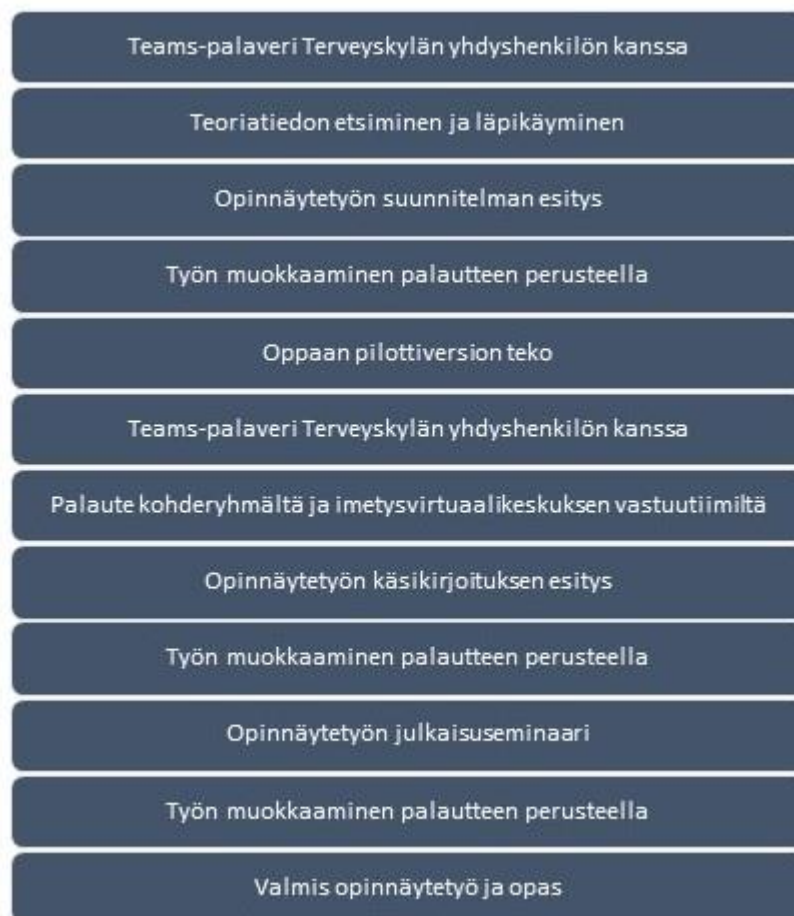 Teams-palaveri Terveyskylän yhdyshenkilön kanssa
Teoriatiedon etsiminen ja läpikäyminen
Opinnäytetyön suunnitelman esitys
Työn muokkaaminen palautteen perusteella
Oppaan pilottiversion teko
Teams-palaveri Terveyskylän yhdyshenkilön kanssa
Palaute kohderyhmältä ja imetysvirtuaalikeskuksen vastuutiimiltä
Opinnäytetyön käsikirjoituksen esitys
Työn muokkaaminen palautteen perusteella
Opinnäytetyön julkaisuseminaari
Työn muokkaaminen palautteen perusteella
Valmis opinnäytetyö ja opas